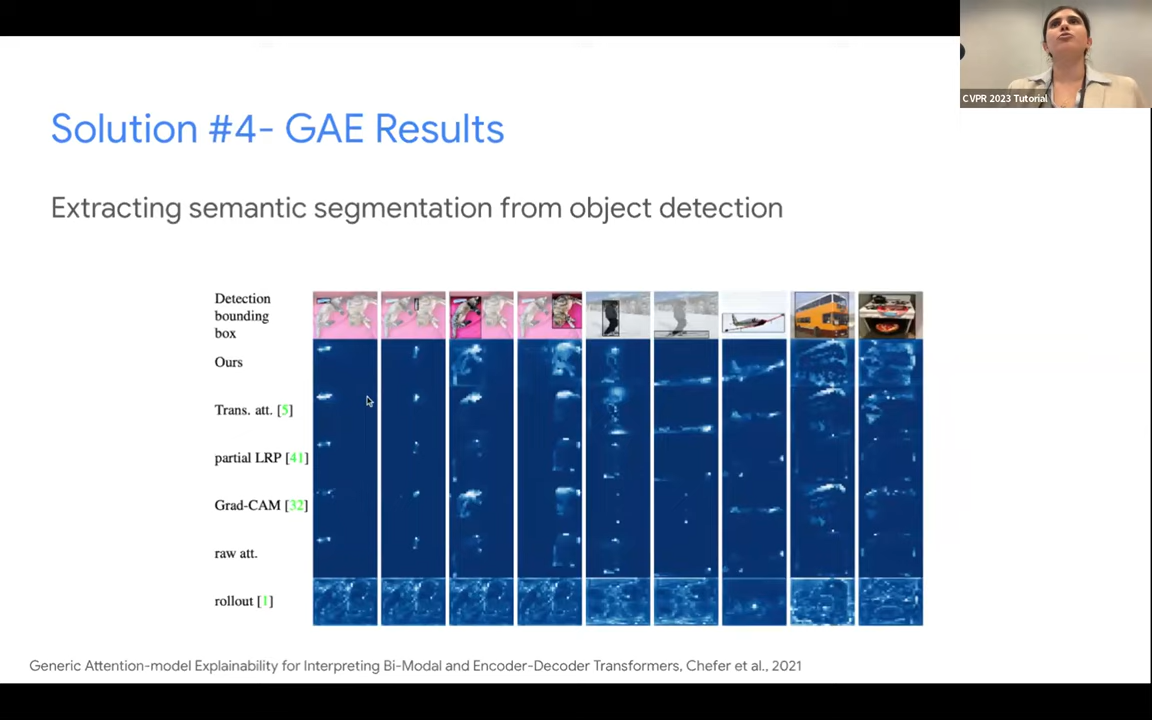 CVPR 2023 Tutorial
Solution #4- GAE Results
Extracting semantic segmentation from object detection
Detection
bounding
box
Ours
Trans. att. [5]
partial LRP [41]
Grad-CAM [32]
raw att.
rollout [1]
Generic Attention-model Explainability for Interpreting Bi-Modal and Encoder-Decoder Transformers, Chefer et al., 2021